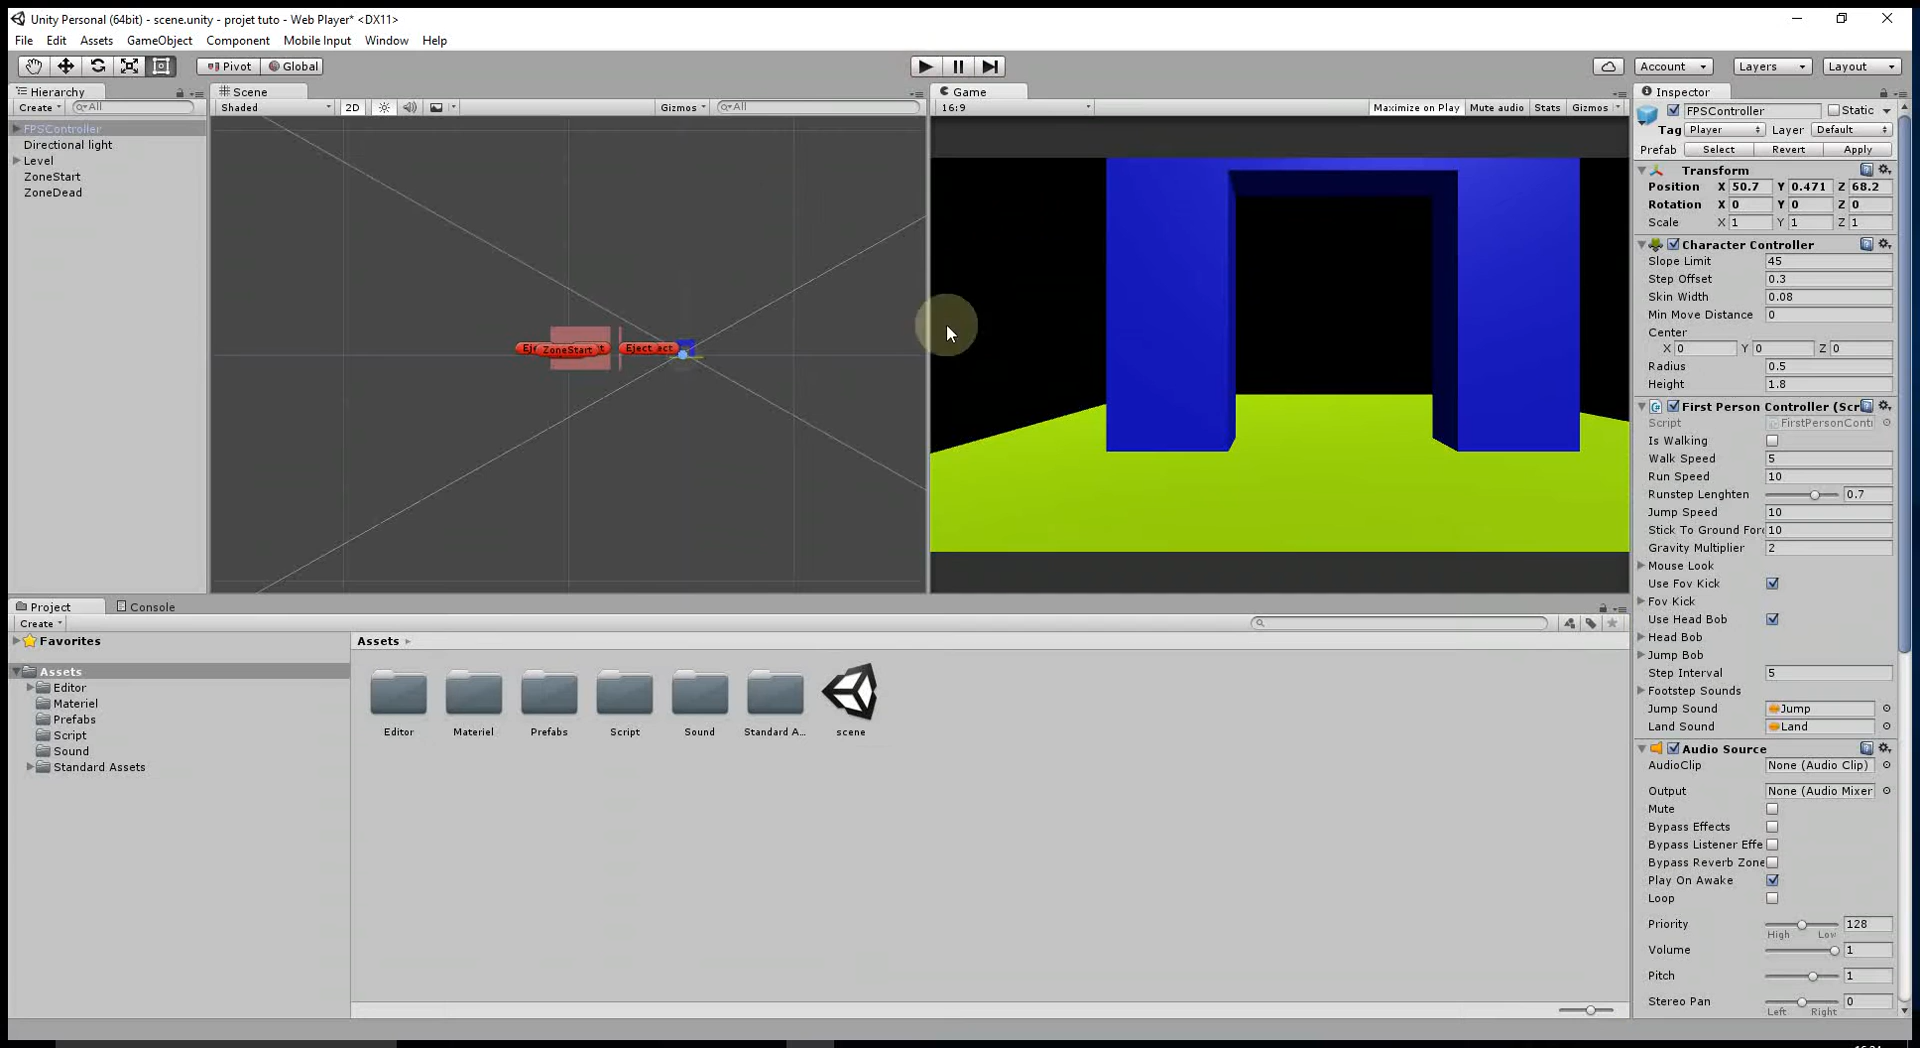 Unity Personal (64bit) - scene.unity - projet tuto - Web Player* <DX11>
File Edit Assets GameObject Component Mobile Input Window Help
Pivot Global Account Layers Layout
Hierarchy
Create All
FPSController
Directional light
Level
ZoneStart
ZoneDead
Scene
Shaded 2D Gizmos All
ZoneStart
Eject
Game
16:9 Maximize on Play Mute audio Stats Gizmos
Inspector
FPSController Static
Tag Player Layer Default
Prefab Select Revert Apply
Transform
Position X 50.7 Y 0.471 Z 68.2
Rotation X 0 Y 0 Z 0
Scale X 1 Y 1 Z 1
Character Controller
Slope Limit 45
Step Offset 0.3
Skin Width 0.08
Min Move Distance 0
Center
X 0 Y 0 Z 0
Radius 0.5
Height 1.8
First Person Controller (Scr
Script FirstPersonConti
Is Walking
Walk Speed 5
Run Speed 10
Runstep Lenghten 0.7
Jump Speed 10
Stick To Ground For 10
Gravity Multiplier 2
Mouse Look
Use Fov Kick
Fov Kick
Use Head Bob
Head Bob
Jump Bob
Step Interval 5
Footstep Sounds
Jump Sound Jump
Land Sound Land
Audio Source
AudioClip None (Audio Clip)
Output None (Audio Mixer
Mute
Bypass Effects
Bypass Listener Effe
Bypass Reverb Zone
Play On Awake
Loop
Priority 128
High Low
Volume 1
Pitch 1
Stereo Pan 0
Left Right
Project Console
Create
Favorites
Assets
Editor
Materiel
Prefabs
Script
Sound
Standard Assets
Assets
Editor Materiel Prefabs Script Sound Standard A... scene